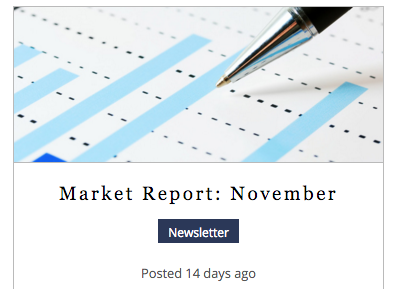 Market Report: November
Newsletter
Posted 14 days ago